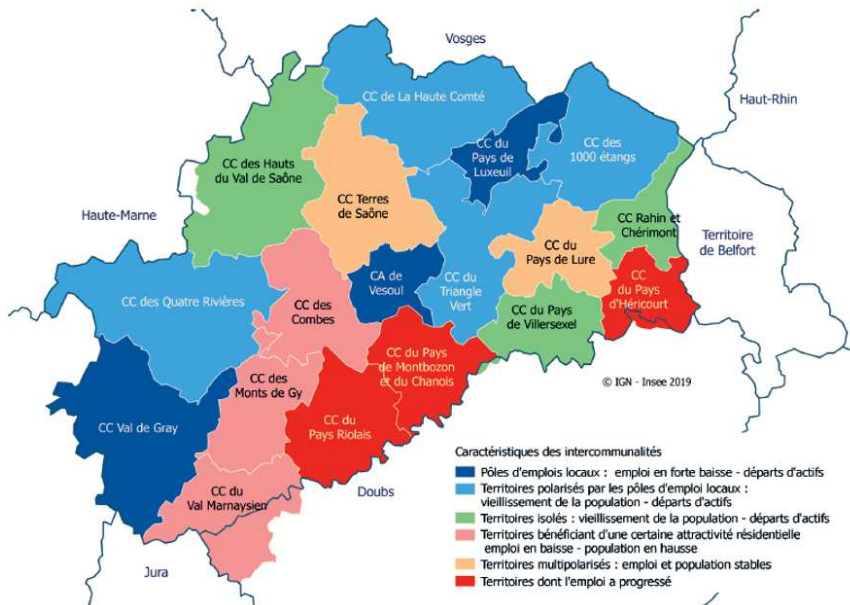 Vosges
Haut-Rhin
CC de La Haute Comté
CC du
Pays de
Luxeuil
CC des
1000 étangs
CC des Hauts
du Val de Saône
CC Terres
de Saône
Haute-Marne
CC Rahin et
Chérimont
Territoire
de Belfort
CC du
Pays de Lure
CA de
Vesoul
CC du
Triangle
Vert
CC
du Pays
d'Héricourt
CC des Quatre Rivières
CC des
Combes
CC du Pays
de Villersexel
CC du Pays
de Montbozon
et du Chanois
© IGN - Insee 2019
CC des
Monts de Gy
CC Val de Gray
CC du
Pays Riolais
CC du
Val Marnaysien
Doubs
Jura
Caractéristiques des intercommunalités
Pôles d'emplois locaux : emploi en forte baisse - départs d'actifs
Territoires polarisés par les pôles d'emploi locaux :
vieillissement de la population - départs d'actifs
Territoires isolés : vieillissement de la population - départs d'actifs
Territoires bénéficiant d'une certaine attractivité résidentielle
emploi en baisse - population en hausse
Territoires multipolarisés : emploi et population stables
Territoires dont l'emploi a progressé